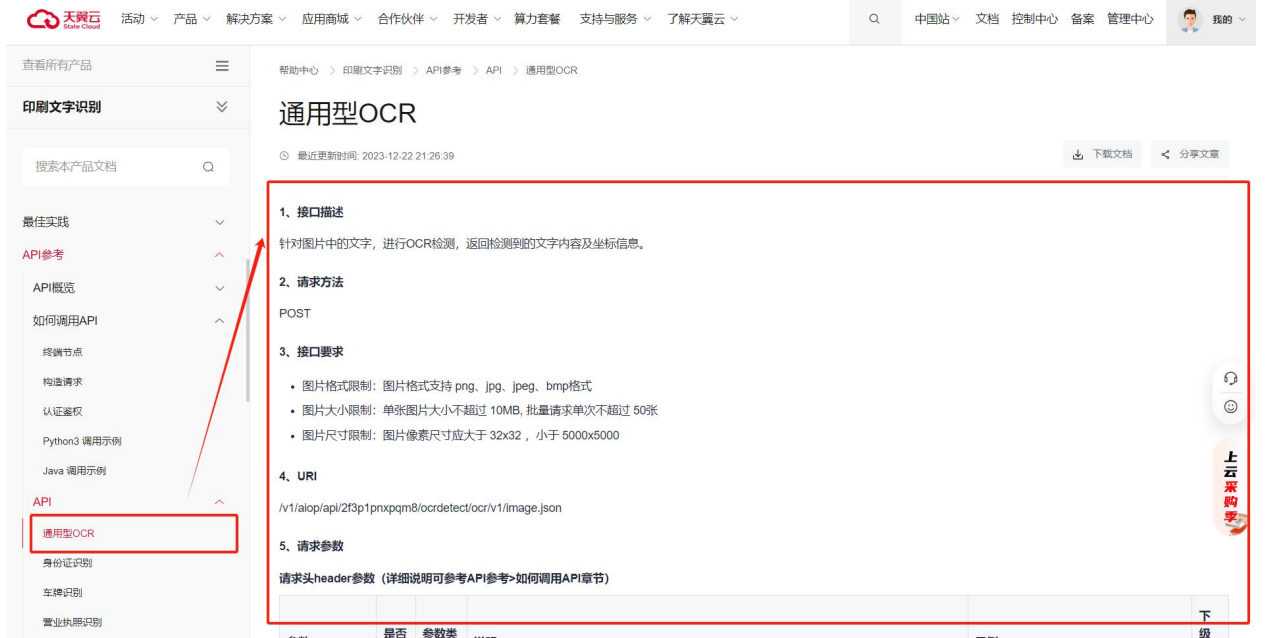 天翼云
State Cloud
活动 产品 解决方案 应用商城 合作伙伴 开发者 算力套餐 支持与服务 了解天翼云 中国站 文档 控制中心 备案 管理中心 我的
查看所有产品
印刷文字识别
搜索本产品文档
最佳实践
API参考
API概览
如何调用API
终端节点
构造请求
认证鉴权
Python3 调用示例
Java 调用示例
API
通用型OCR
身份证识别
车牌识别
营业执照识别
帮助中心 > 印刷文字识别 > API参考 > API > 通用型OCR
通用型OCR
最近更新时间: 2023-12-22 21:26:39
下载文档 分享文章
1、接口描述
针对图片中的文字，进行OCR检测，返回检测到的文字内容及坐标信息。
2、请求方法
POST
3、接口要求
• 图片格式限制：图片格式支持 png、jpg、jpeg、bmp格式
• 图片大小限制：单张图片大小不超过 10MB, 批量请求单次不超过 50张
• 图片尺寸限制：图片像素尺寸应大于 32x32 ，小于 5000x5000
4、URI
/v1/aiop/api/2f3p1pnxpqm8/ocrdetect/ocr/v1/image.json
5、请求参数
请求头header参数（详细说明可参考API参考>如何调用API章节）
是否 参数类 下级
上云采购季